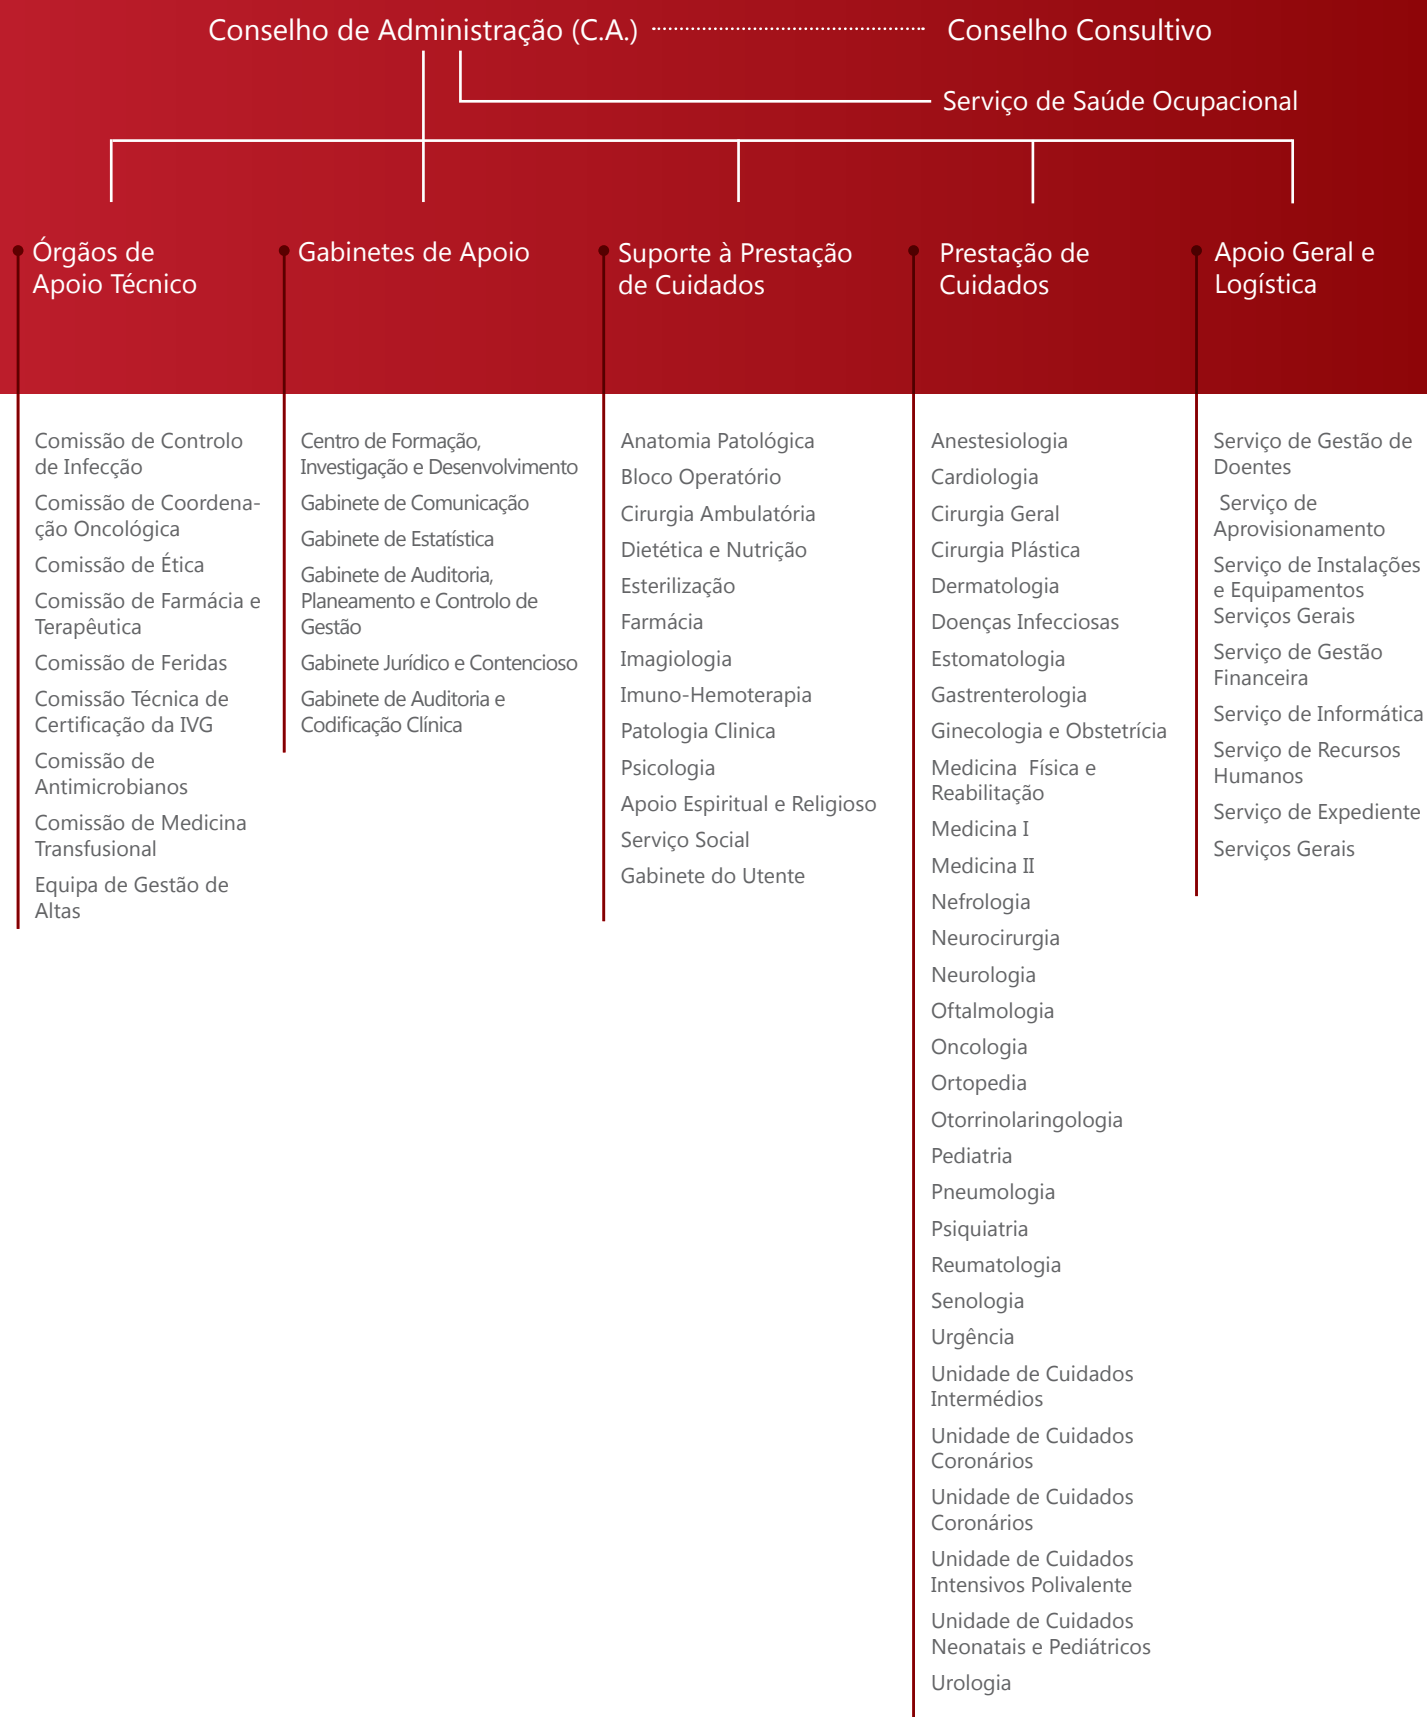 Conselho de Administração (C.A.)
Conselho Consultivo
Serviço de Saúde Ocupacional
Órgãos de
Apoio Técnico
Comissão de Controlo
de Infecção
Comissão de Coordena-
ção Oncológica
Comissão de Ética
Comissão de Farmácia e
Terapêutica
Comissão de Feridas
Comissão Técnica de
Certificação da IVG
Comissão de
Antimicrobianos
Comissão de Medicina
Transfusional
Equipa de Gestão de
Altas
Gabinetes de Apoio
Centro de Formação,
Investigação e Desenvolvimento
Gabinete de Comunicação
Gabinete de Estatística
Gabinete de Auditoria,
Planeamento e Controlo de
Gestão
Gabinete Jurídico e Contencioso
Gabinete de Auditoria e
Codificação Clínica
Suporte à Prestação
de Cuidados
Anatomia Patológica
Bloco Operatório
Cirurgia Ambulatória
Dietética e Nutrição
Esterilização
Farmácia
Imagiologia
Imuno-Hemoterapia
Patologia Clinica
Psicologia
Apoio Espiritual e Religioso
Serviço Social
Gabinete do Utente
Prestação de
Cuidados
Anestesiologia
Cardiologia
Cirurgia Geral
Cirurgia Plástica
Dermatologia
Doenças Infecciosas
Estomatologia
Gastrenterologia
Ginecologia e Obstetrícia
Medicina  Física e
Reabilitação
Medicina I
Medicina II
Nefrologia
Neurocirurgia
Neurologia
Oftalmologia
Oncologia
Ortopedia
Otorrinolaringologia
Pediatria
Pneumologia
Psiquiatria
Reumatologia
Senologia
Urgência
Unidade de Cuidados
Intermédios
Unidade de Cuidados
Coronários
Unidade de Cuidados
Coronários
Unidade de Cuidados
Intensivos Polivalente
Unidade de Cuidados
Neonatais e Pediátricos
Urologia
Apoio Geral e
Logística
Serviço de Gestão de
Doentes
Serviço de
Aprovisionamento
Serviço de Instalações
e Equipamentos
Serviços Gerais
Serviço de Gestão
Financeira
Serviço de Informática
Serviço de Recursos
Humanos
Serviço de Expediente
Serviços Gerais